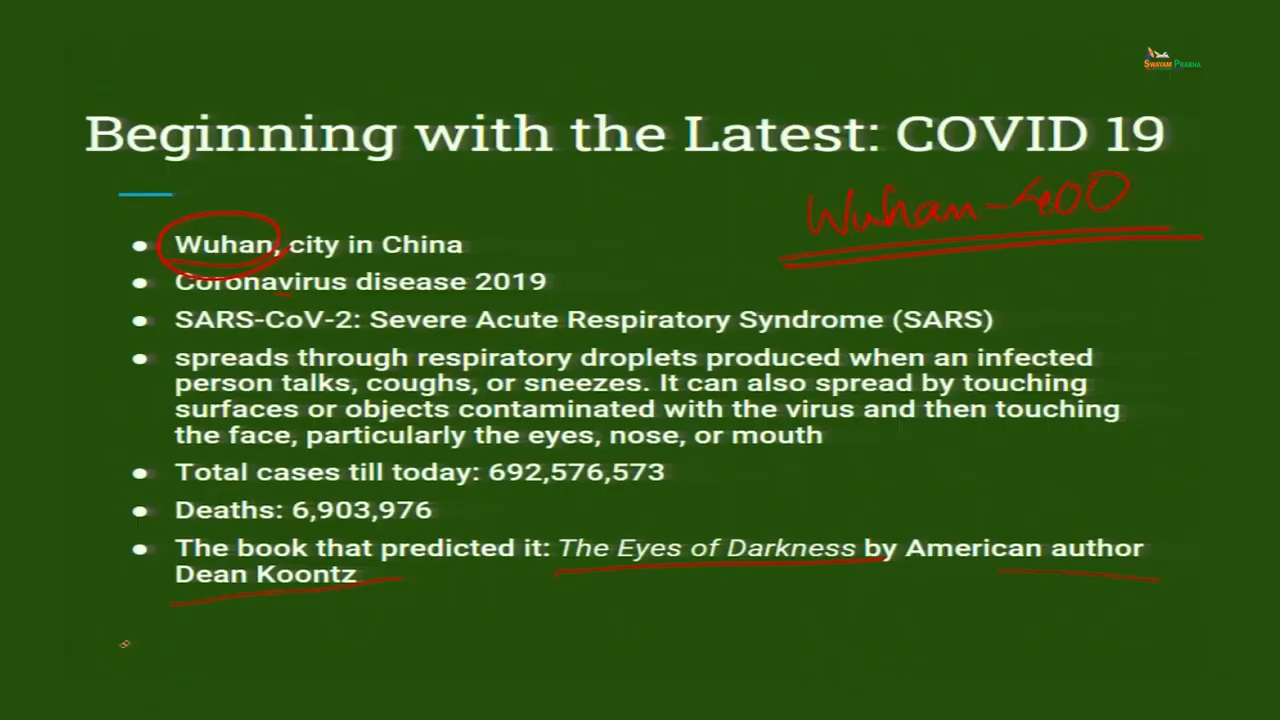 SWAYAM PRABHA
Beginning with the Latest: COVID 19
Wuhan-400
● Wuhan, city in China
● Coronavirus disease 2019
● SARS-CoV-2: Severe Acute Respiratory Syndrome (SARS)
● spreads through respiratory droplets produced when an infected
person talks, coughs, or sneezes. It can also spread by touching
surfaces or objects contaminated with the virus and then touching
the face, particularly the eyes, nose, or mouth
● Total cases till today: 692,576,573
● Deaths: 6,903,976
● The book that predicted it: The Eyes of Darkness by American author
Dean Koontz